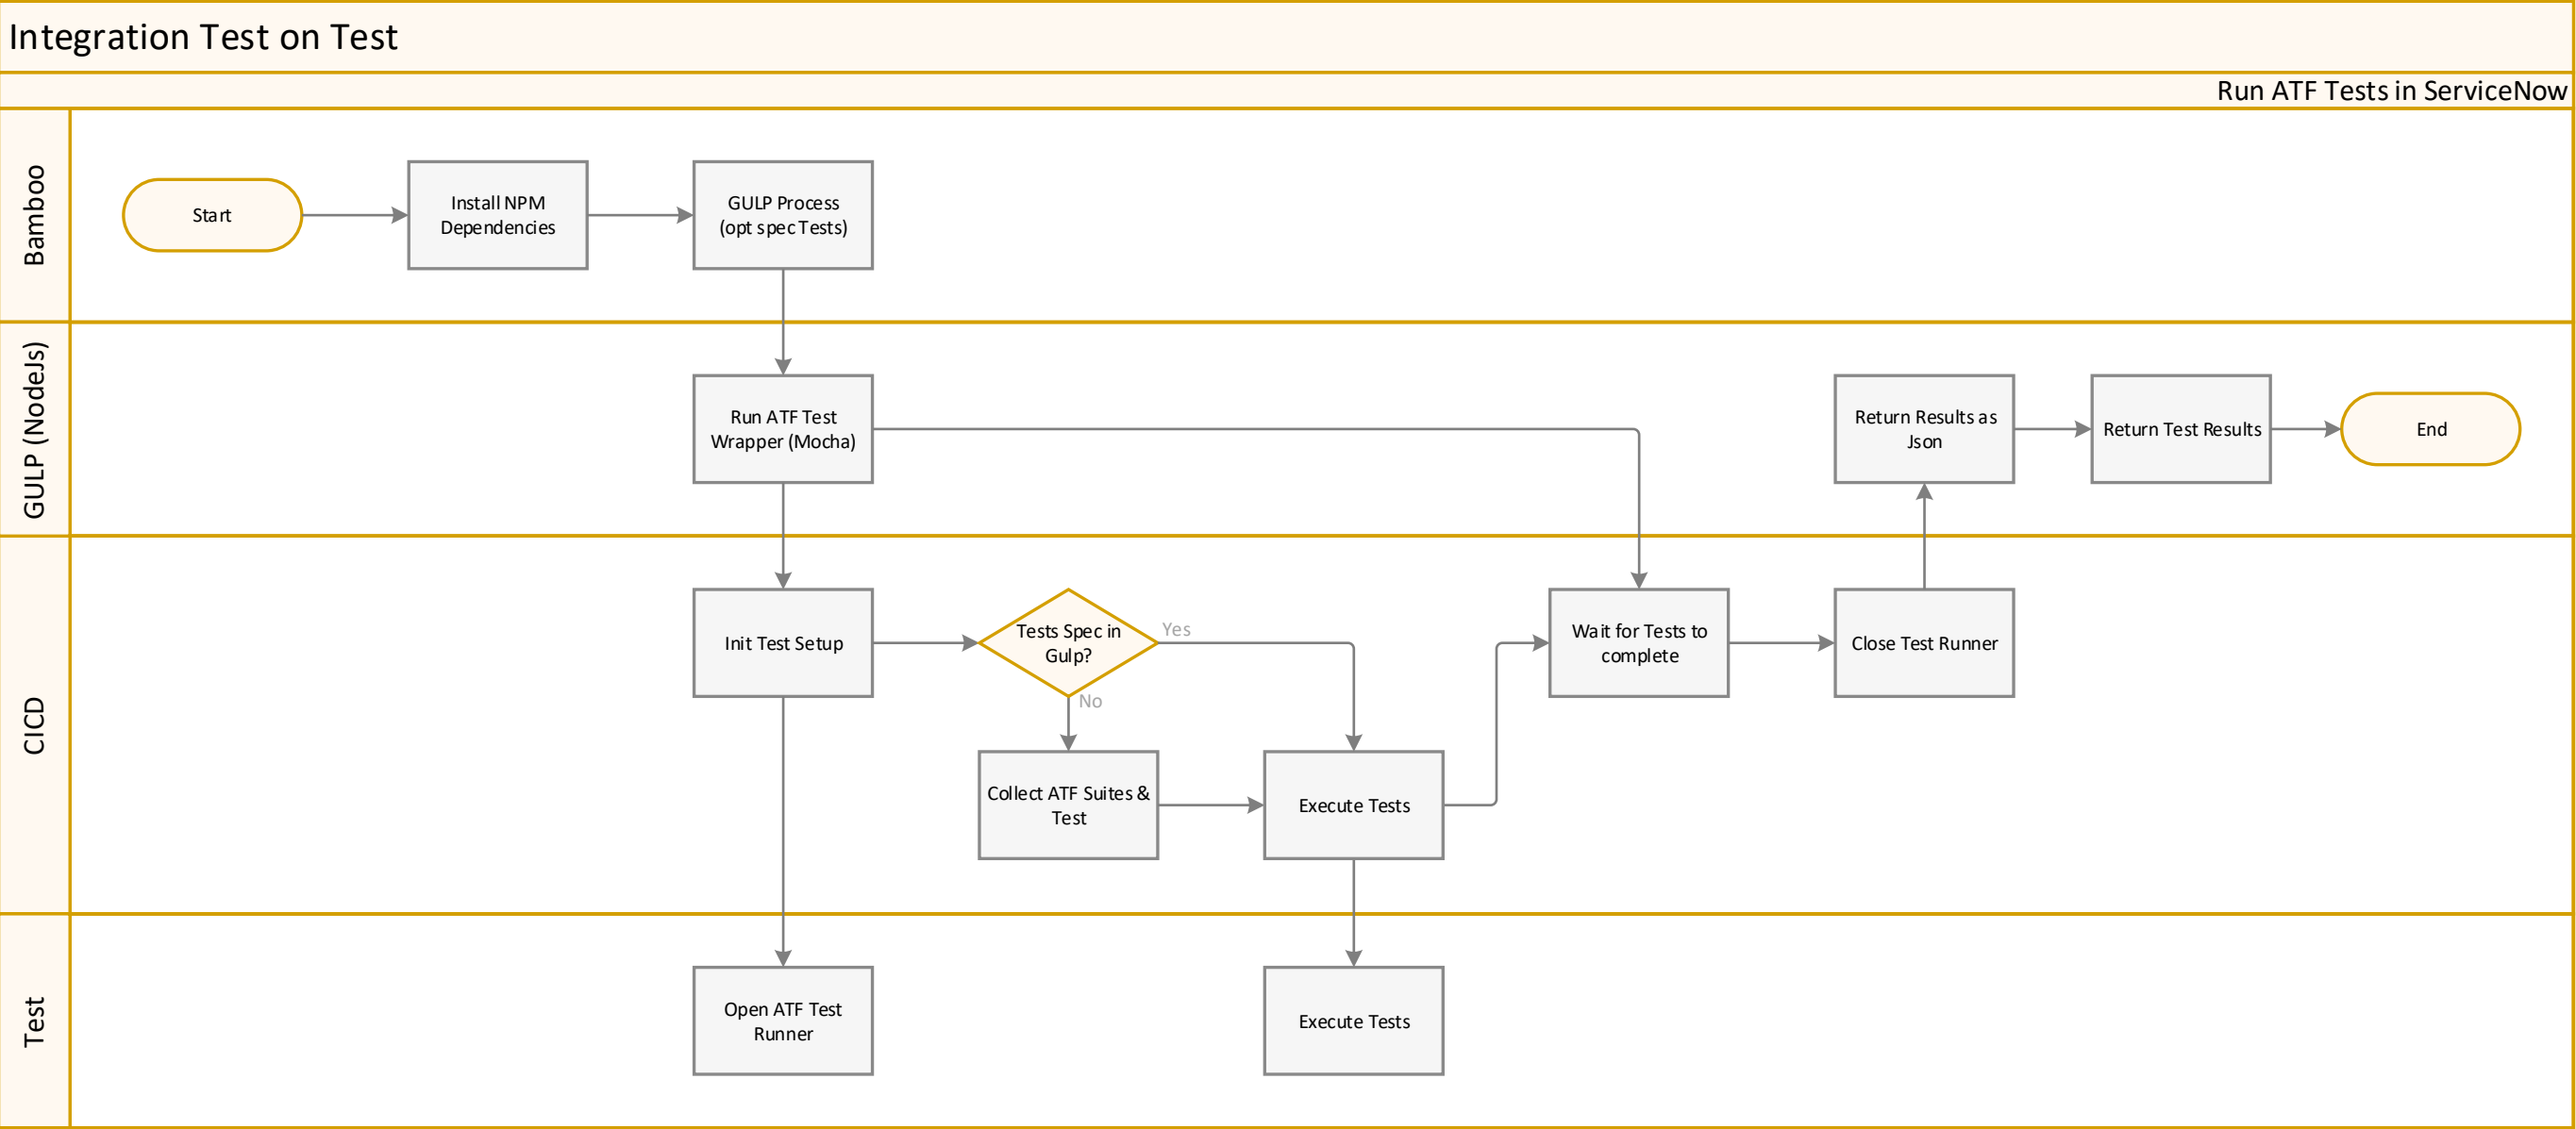 Integration Test on Test
Run ATF Tests in ServiceNow
Bamboo
Start
Install NPM
Dependencies
GULP Process
(opt spec Tests)
GULP (NodeJs)
Run ATF Test
Wrapper (Mocha)
Return Results as
Json
Return Test Results
End
CICD
Init Test Setup
Tests Spec in
Gulp?
Yes
No
Wait for Tests to
complete
Close Test Runner
Collect ATF Suites &
Test
Execute Tests
Test
Open ATF Test
Runner
Execute Tests